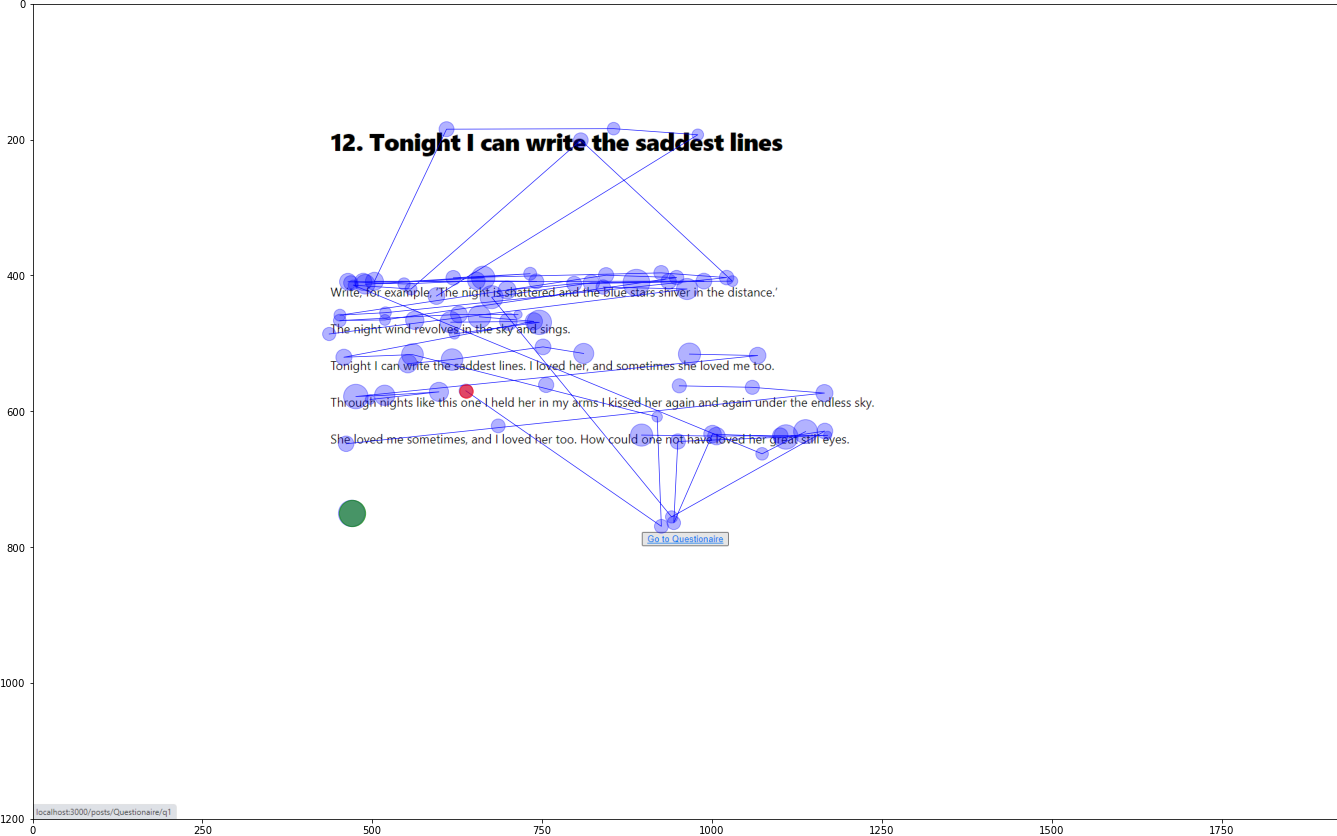 0
200
12. Tonight I can write the saddest lines
400
Write, for example, 'The night is shattered and the blue stars shiver in the distance.'
The night wind revolves in the sky and sings.
Tonight I can write the saddest lines. I loved her, and sometimes she loved me too.
Through nights like this one I held her in my arms I kissed her again and again under the endless sky.
600
She loved me sometimes, and I loved her too. How could one not have loved her great still eyes.
Go to Questionaire
800
1000
localhost:3000/posts/Questionaire/q1
1200
0 250 500 750 1000 1250 1500 1750